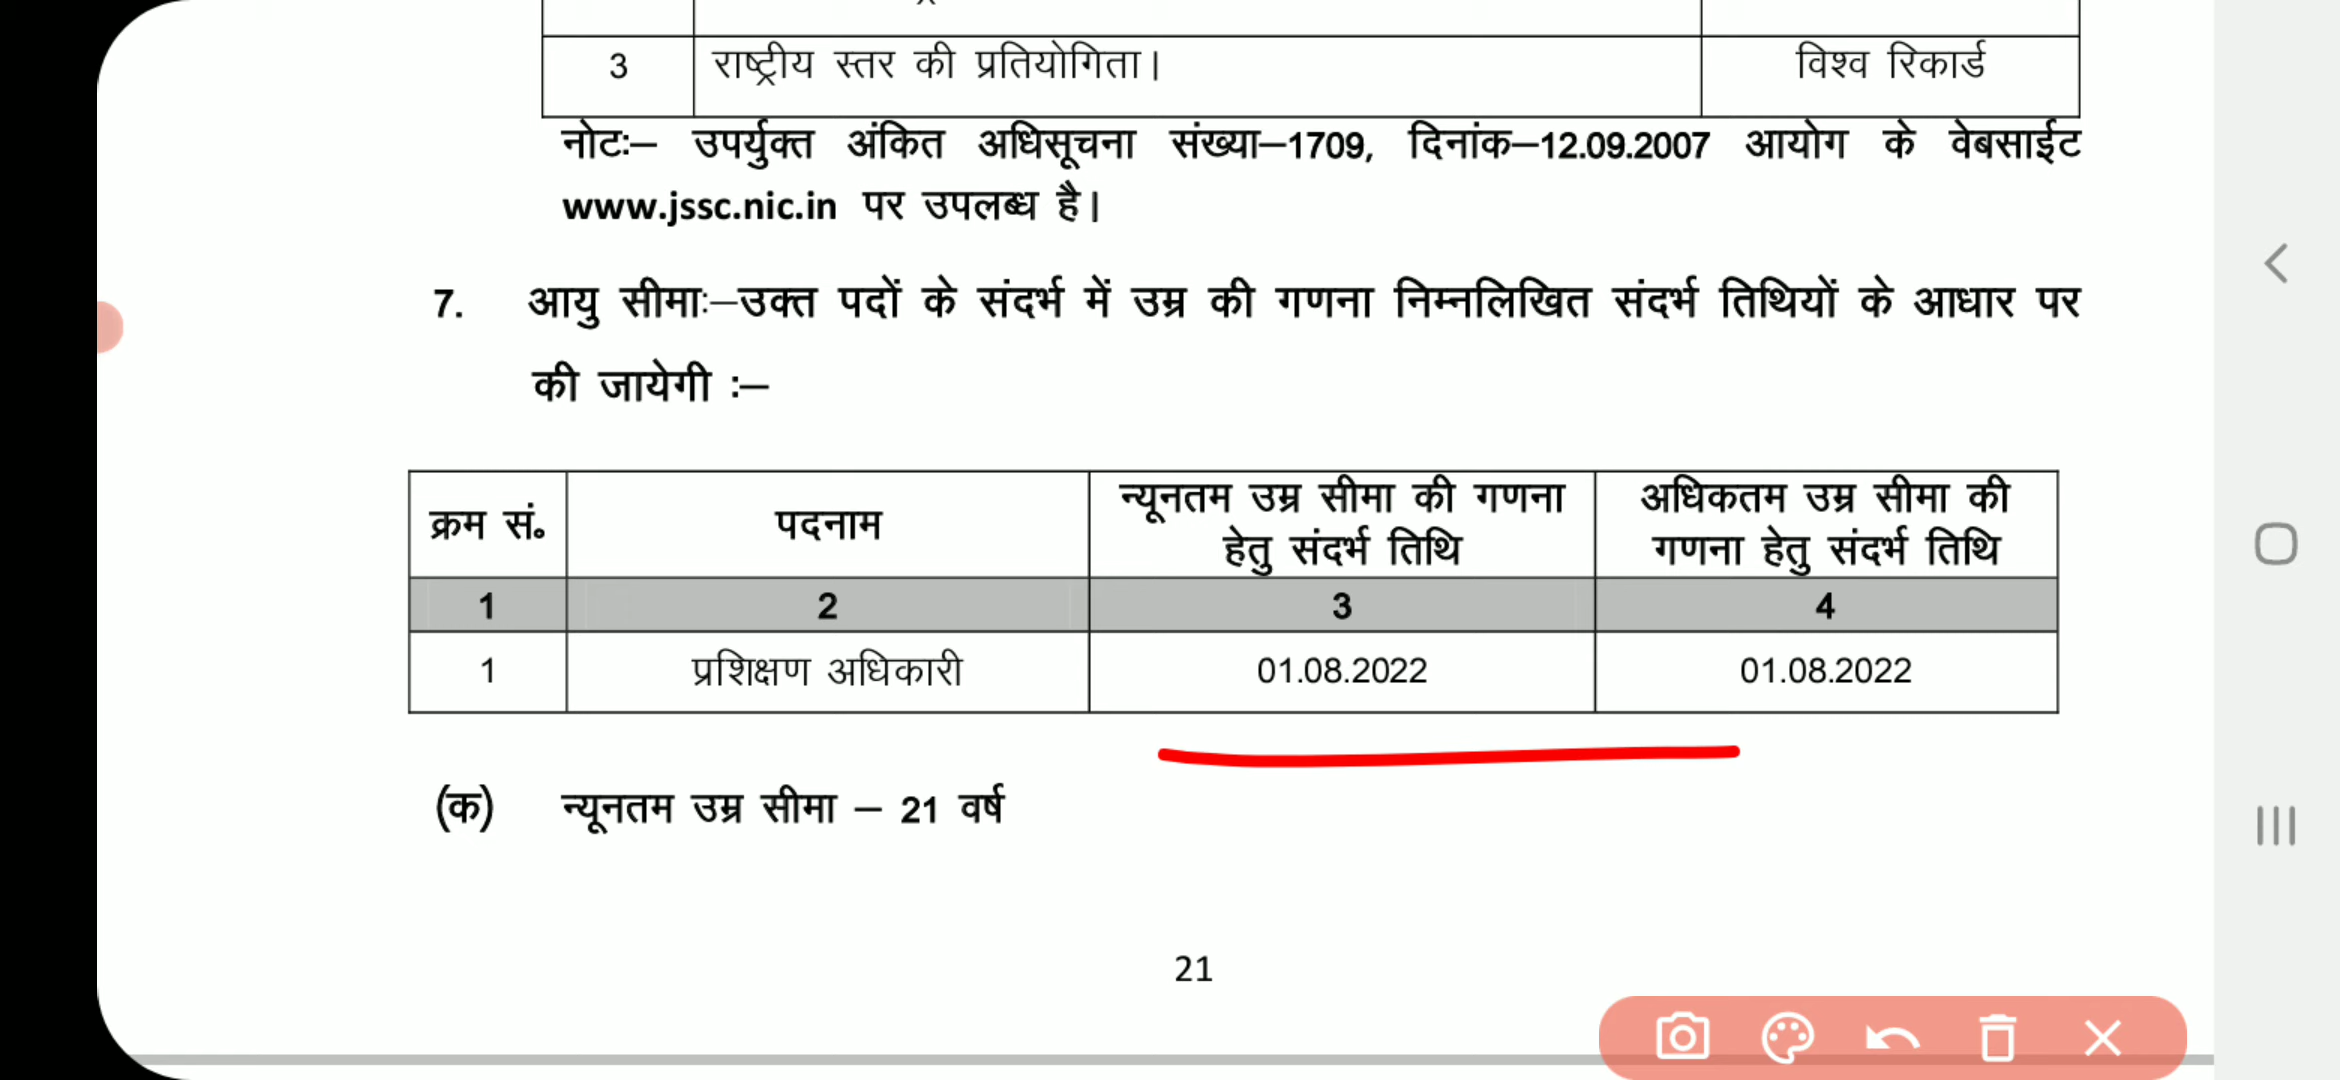 3 राष्ट्रीय स्तर की प्रतियोगिता। विश्व रिकार्ड
नोटः– उपर्युक्त अंकित अधिसूचना संख्या–1709, दिनांक–12.09.2007 आयोग के वेबसाईट
www.jssc.nic.in पर उपलब्ध है।
7. आयु सीमाः–उक्त पदों के संदर्भ में उम्र की गणना निम्नलिखित संदर्भ तिथियों के आधार पर
की जायेगी :–
क्रम सं० पदनाम न्यूनतम उम्र सीमा की गणना हेतु संदर्भ तिथि अधिकतम उम्र सीमा की गणना हेतु संदर्भ तिथि
1 2 3 4
1 प्रशिक्षण अधिकारी 01.08.2022 01.08.2022
(क) न्यूनतम उम्र सीमा – 21 वर्ष
21